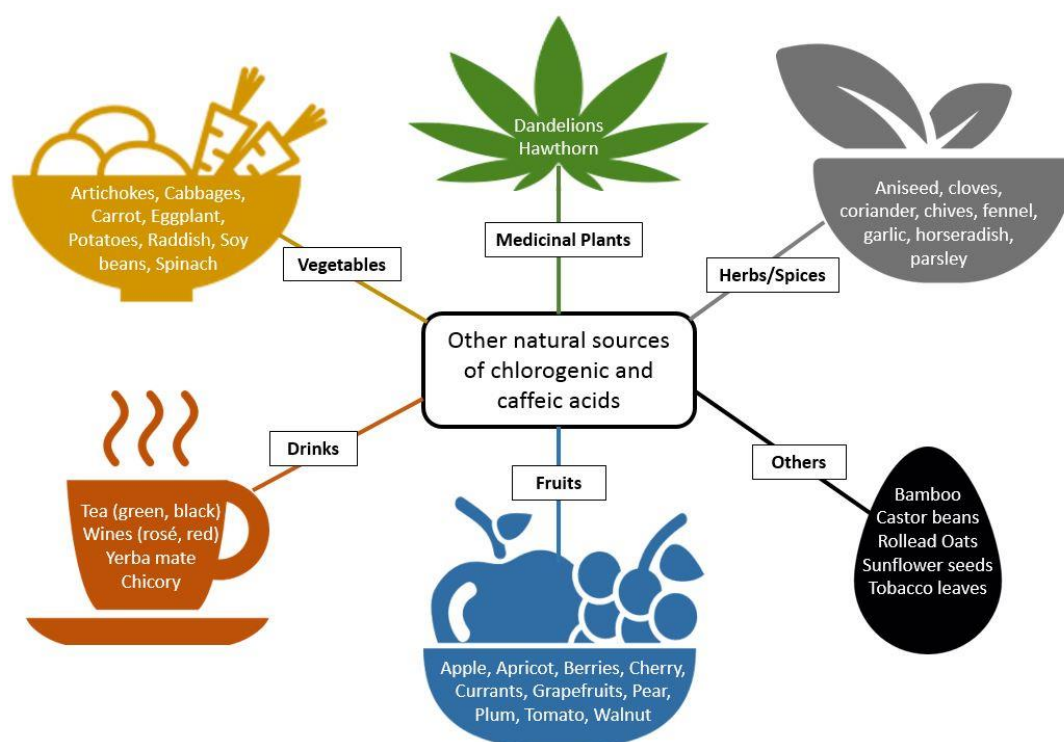 Dandelions
Hawthorn
Artichokes, Cabbages,
Carrot, Eggplant,
Potatoes, Raddish, Soy
beans, Spinach
Aniseed, cloves,
coriander, chives, fennel,
garlic, horseradish,
parsley
Vegetables
Medicinal Plants
Herbs/Spices
Other natural sources
of chlorogenic and
caffeic acids
Drinks
Fruits
Others
Tea (green, black)
Wines (rosé, red)
Yerba mate
Chicory
Apple, Apricot, Berries, Cherry,
Currants, Grapefruits, Pear,
Plum, Tomato, Walnut
Bamboo
Castor beans
Rollead Oats
Sunflower seeds
Tobacco leaves